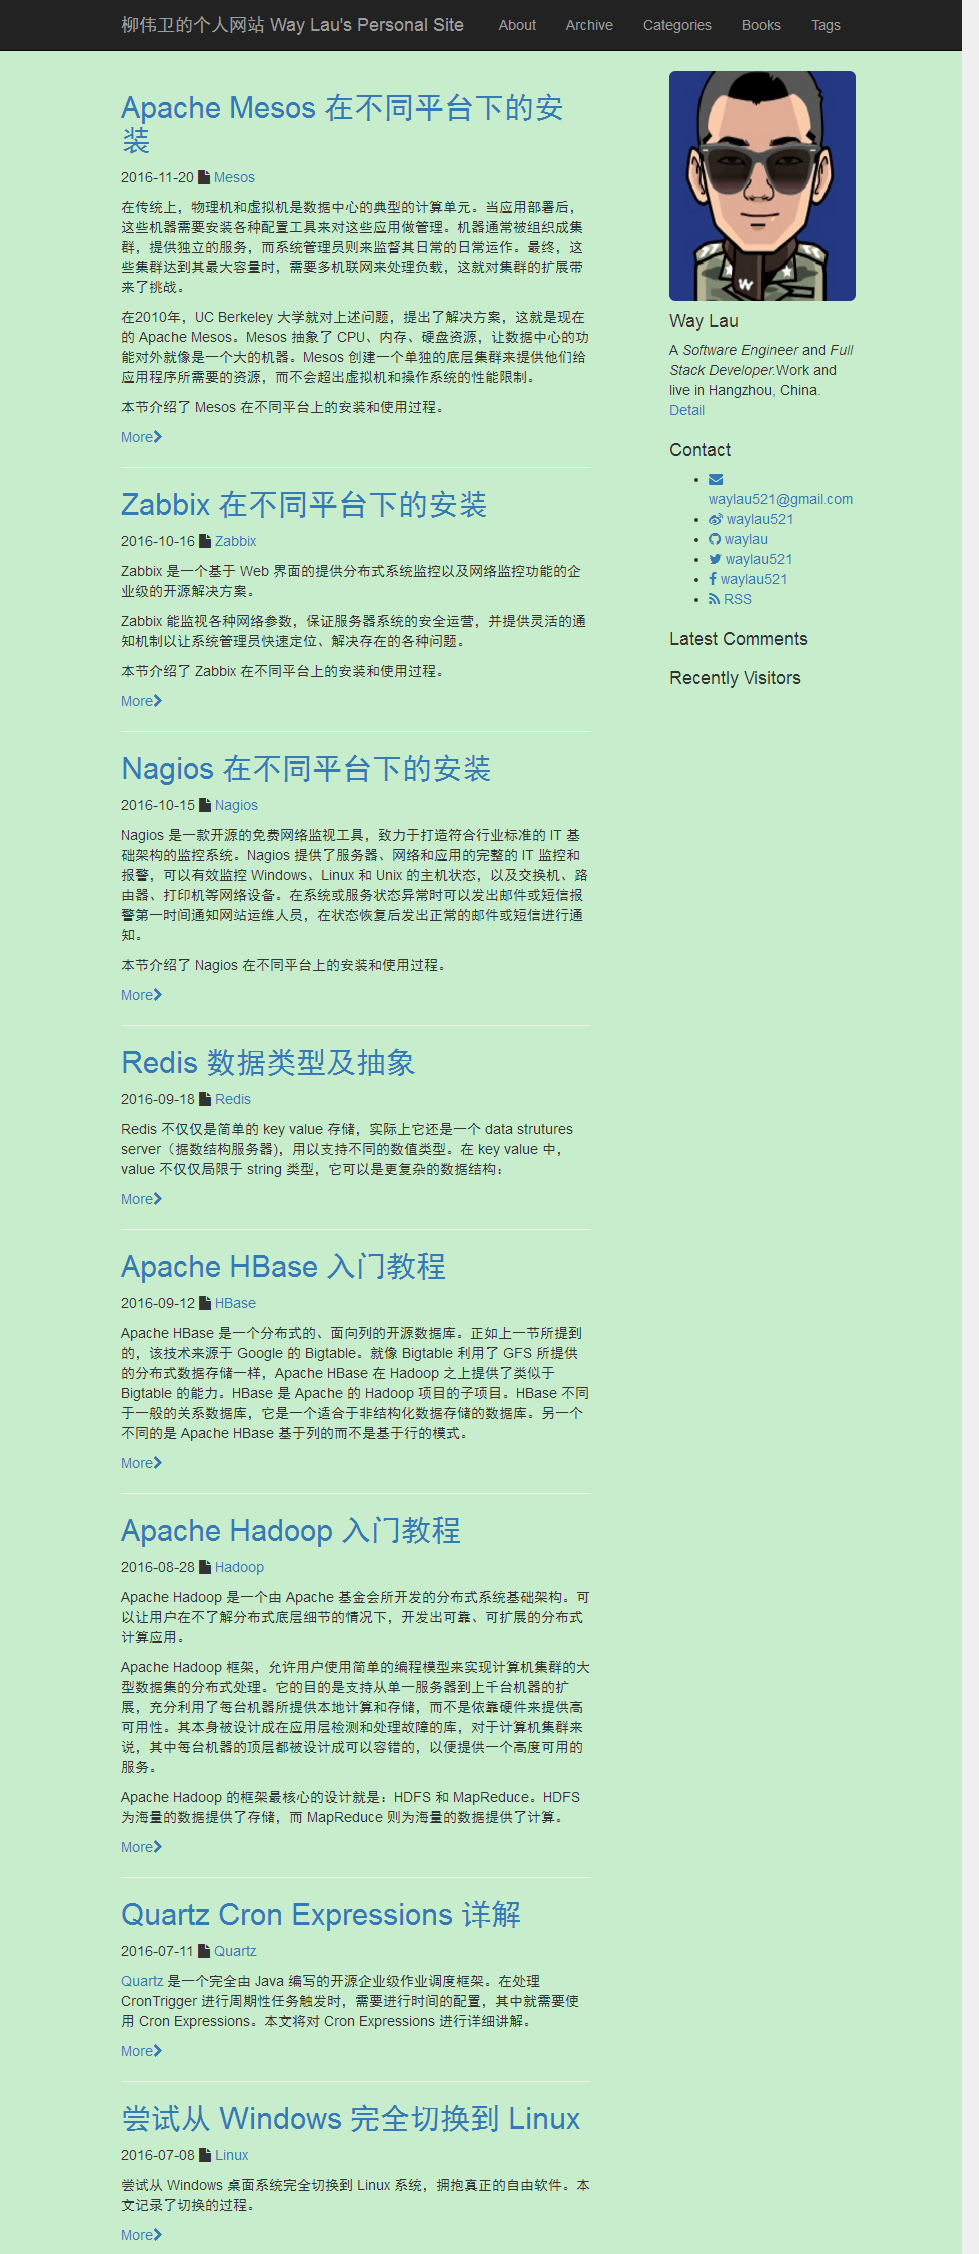 柳伟卫的个人网站 Way Lau's Personal Site About Archive Categories Books Tags
Apache Mesos 在不同平台下的安
装
2016-11-20 Mesos
在传统上，物理机和虚拟机是数据中心的典型的计算单元。当应用部署后，
这些机器需要安装各种配置工具来对这些应用做管理。机器通常被组织成集
群，提供独立的服务，而系统管理员则来监督其日常的日常运作。最终，这
些集群达到其最大容量时，需要多机联网来处理负载，这就对集群的扩展带
来了挑战。
在2010年，UC Berkeley 大学就对上述问题，提出了解决方案，这就是现在
的 Apache Mesos。Mesos 抽象了 CPU、内存、硬盘资源，让数据中心的功
能对外就像是一个大的机器。Mesos 创建一个单独的底层集群来提供他们给
应用程序所需要的资源，而不会超出虚拟机和操作系统的性能限制。
本节介绍了 Mesos 在不同平台上的安装和使用过程。
More
Zabbix 在不同平台下的安装
2016-10-16 Zabbix
Zabbix 是一个基于 Web 界面的提供分布式系统监控以及网络监控功能的企
业级的开源解决方案。
Zabbix 能监视各种网络参数，保证服务器系统的安全运营，并提供灵活的通
知机制以让系统管理员快速定位、解决存在的各种问题。
本节介绍了 Zabbix 在不同平台上的安装和使用过程。
More
Nagios 在不同平台下的安装
2016-10-15 Nagios
Nagios 是一款开源的免费网络监视工具，致力于打造符合行业标准的 IT 基
础架构的监控系统。Nagios 提供了服务器、网络和应用的完整的 IT 监控和
报警，可以有效监控 Windows、Linux 和 Unix 的主机状态，以及交换机、路
由器、打印机等网络设备。在系统或服务状态异常时可以发出邮件或短信报
警第一时间通知网站运维人员，在状态恢复后发出正常的邮件或短信进行通
知。
本节介绍了 Nagios 在不同平台上的安装和使用过程。
More
Redis 数据类型及抽象
2016-09-18 Redis
Redis 不仅仅是简单的 key value 存储，实际上它还是一个 data strutures
server（据数结构服务器)，用以支持不同的数值类型。在 key value 中，
value 不仅仅局限于 string 类型，它可以是更复杂的数据结构：
More
Apache HBase 入门教程
2016-09-12 HBase
Apache HBase 是一个分布式的、面向列的开源数据库。正如上一节所提到
的，该技术来源于 Google 的 Bigtable。就像 Bigtable 利用了 GFS 所提供
的分布式数据存储一样，Apache HBase 在 Hadoop 之上提供了类似于
Bigtable 的能力。HBase 是 Apache 的 Hadoop 项目的子项目。HBase 不同
于一般的关系数据库，它是一个适合于非结构化数据存储的数据库。另一个
不同的是 Apache HBase 基于列的而不是基于行的模式。
More
Apache Hadoop 入门教程
2016-08-28 Hadoop
Apache Hadoop 是一个由 Apache 基金会所开发的分布式系统基础架构。可
以让用户在不了解分布式底层细节的情况下，开发出可靠、可扩展的分布式
计算应用。
Apache Hadoop 框架，允许用户使用简单的编程模型来实现计算机集群的大
型数据集的分布式处理。它的目的是支持从单一服务器到上千台机器的扩
展，充分利用了每台机器所提供本地计算和存储，而不是依靠硬件来提供高
可用性。其本身被设计成在应用层检测和处理故障的库，对于计算机集群来
说，其中每台机器的顶层都被设计成可以容错的，以便提供一个高度可用的
服务。
Apache Hadoop 的框架最核心的设计就是：HDFS 和 MapReduce。HDFS
为海量的数据提供了存储，而 MapReduce 则为海量的数据提供了计算。
More
Quartz Cron Expressions 详解
2016-07-11 Quartz
Quartz 是一个完全由 Java 编写的开源企业级作业调度框架。在处理
CronTrigger 进行周期性任务触发时，需要进行时间的配置，其中就需要使
用 Cron Expressions。本文将对 Cron Expressions 进行详细讲解。
More
尝试从 Windows 完全切换到 Linux
2016-07-08 Linux
尝试从 Windows 桌面系统完全切换到 Linux 系统，拥抱真正的自由软件。本
文记录了切换的过程。
More
W
Way Lau
A Software Engineer and Full
Stack Developer.Work and
live in Hangzhou, China.
Detail
Contact
waylau521@gmail.com
waylau521
waylau
waylau521
waylau521
RSS
Latest Comments
Recently Visitors